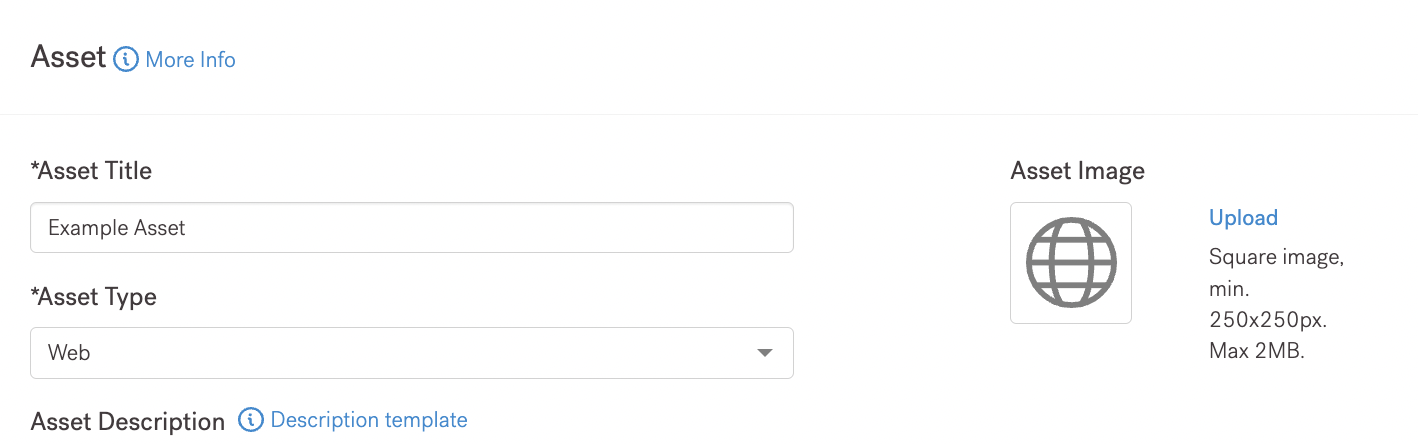 Asset More Info
*Asset Title
Example Asset
*Asset Type
Web
Asset Description Description template
Asset Image
Upload
Square image,
min.
250x250px.
Max 2MB.